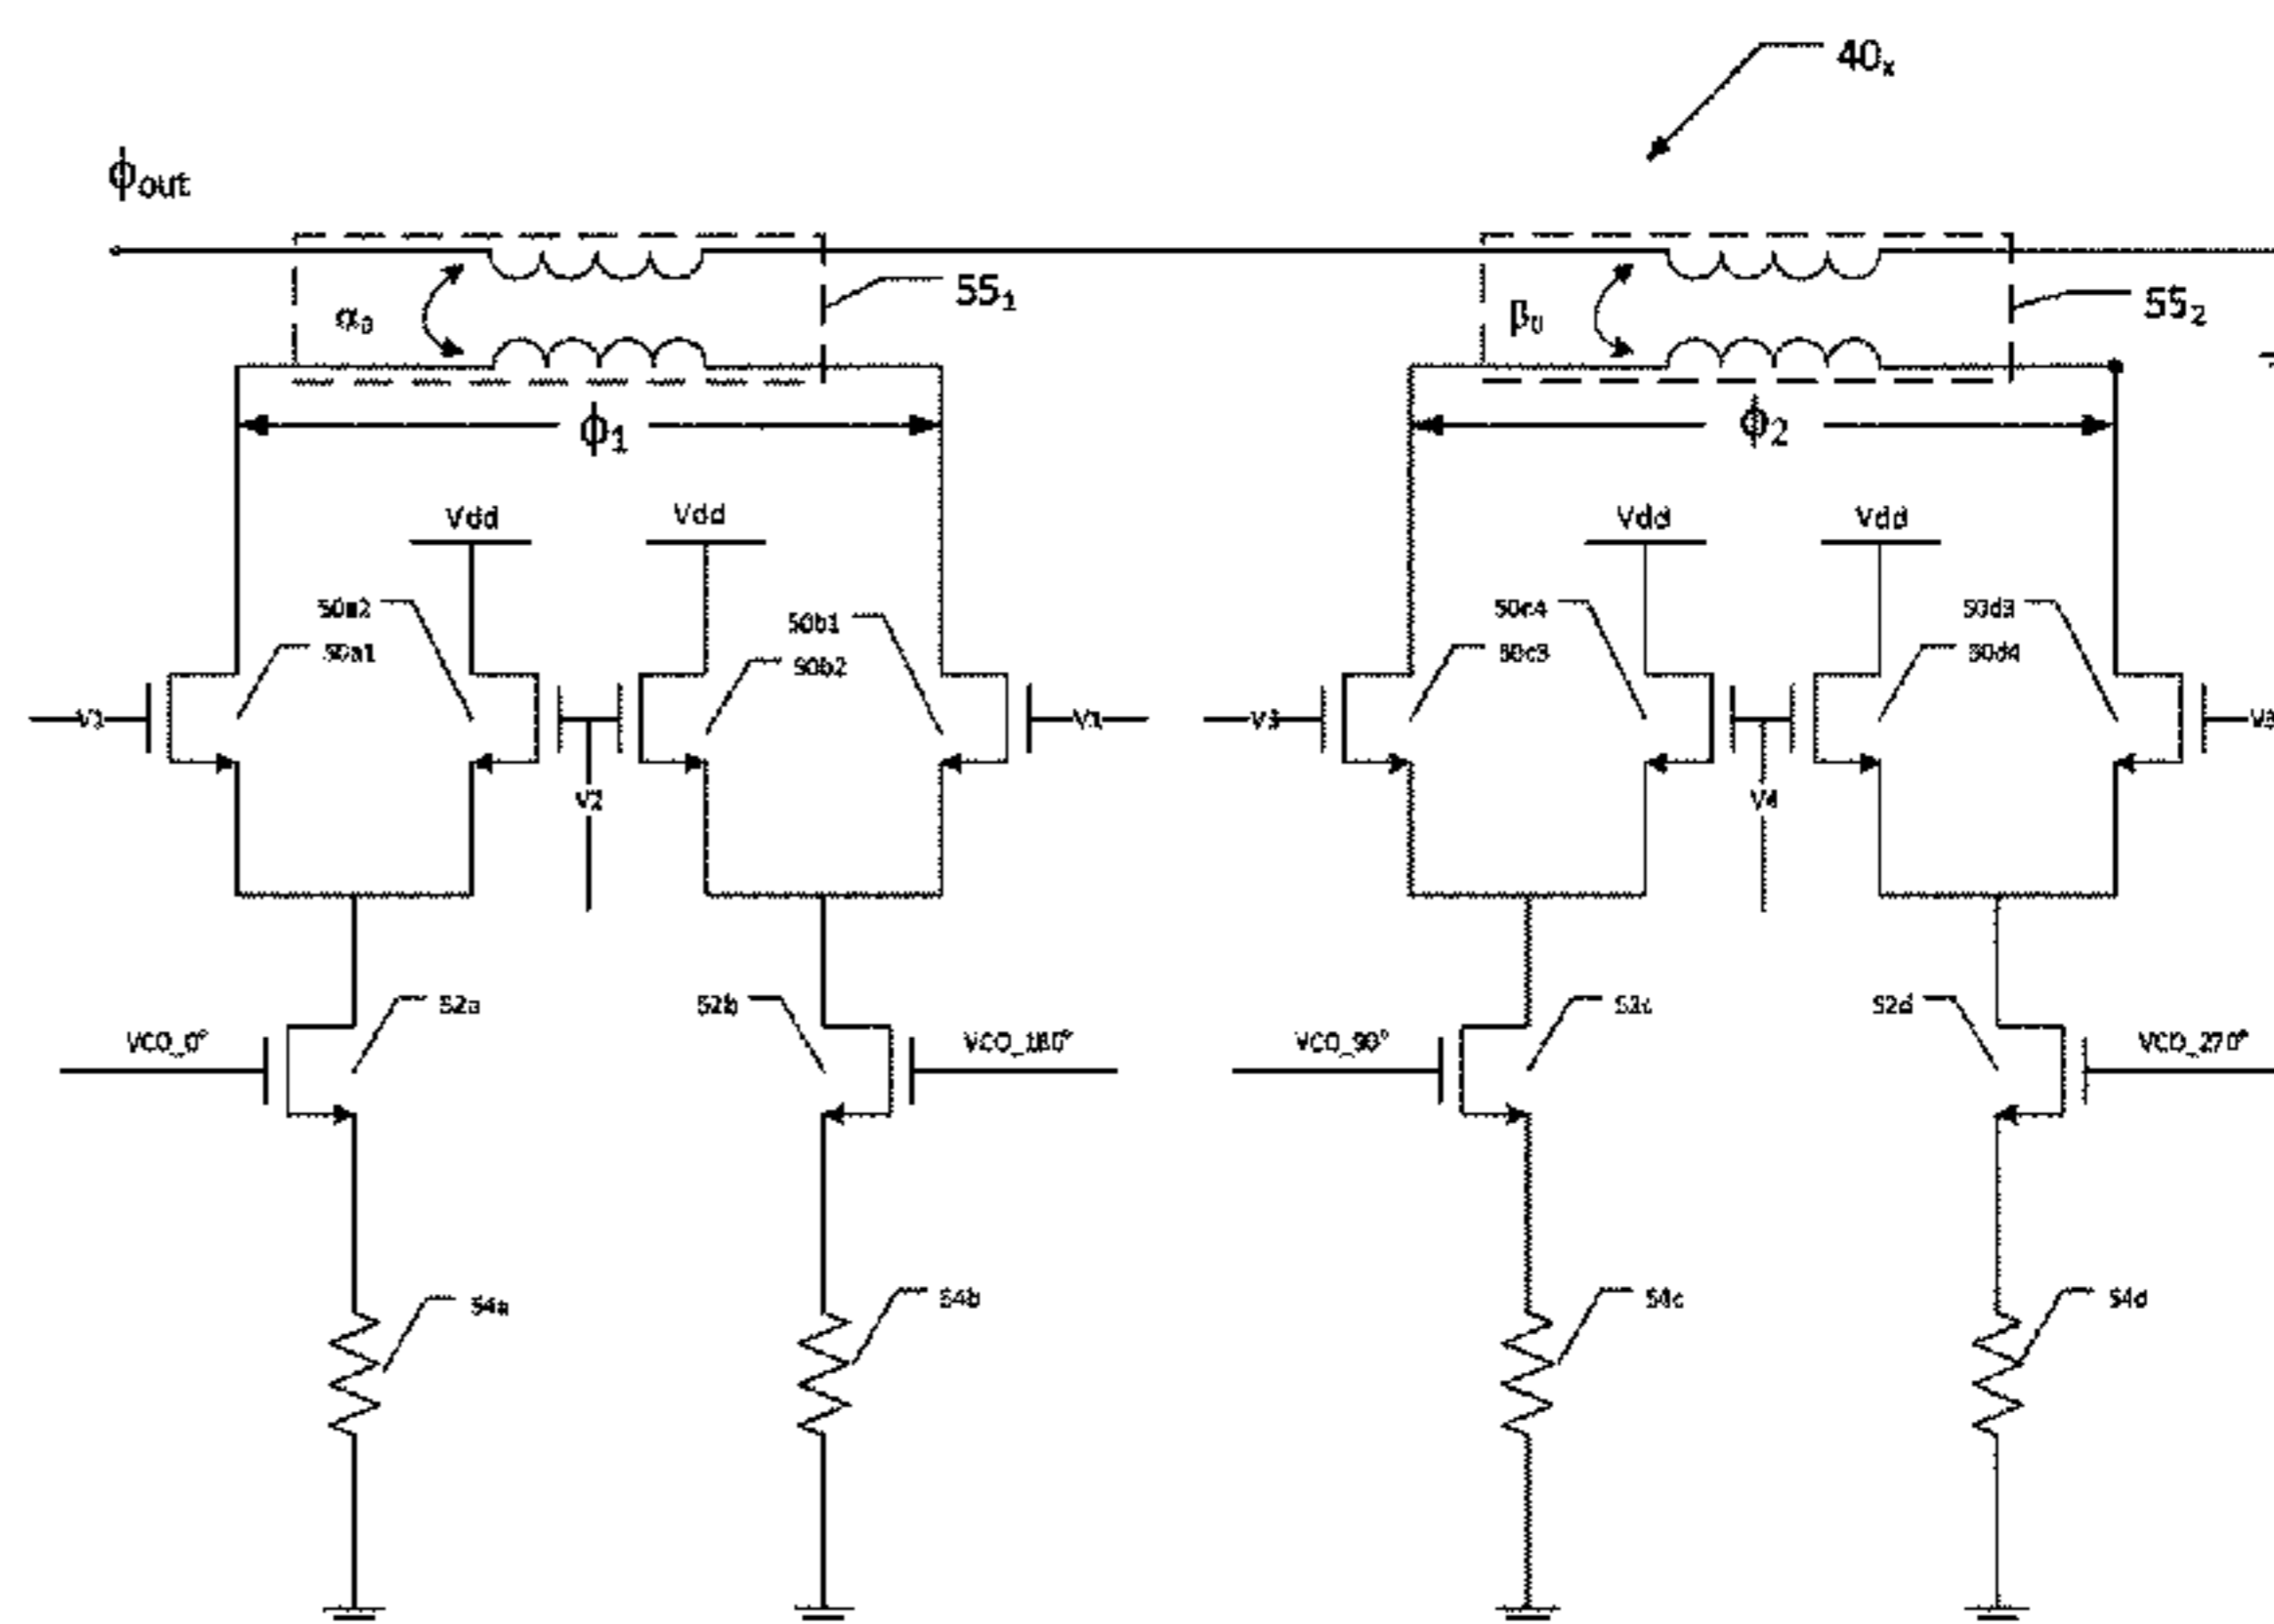 40ₓ
ϕout
55₁
α₀
β₀
55₂
ϕ₁
ϕ₂
Vdd
Vdd
Vdd
Vdd
50a2
50a1
50b1
50b2
50c4
50c3
50d3
50d4
V1
V1
V3
V3
V2
V4
52a
52b
52c
52d
VCO_0°
VCO_180°
VCO_90°
VCO_270°
54a
54b
54c
54d